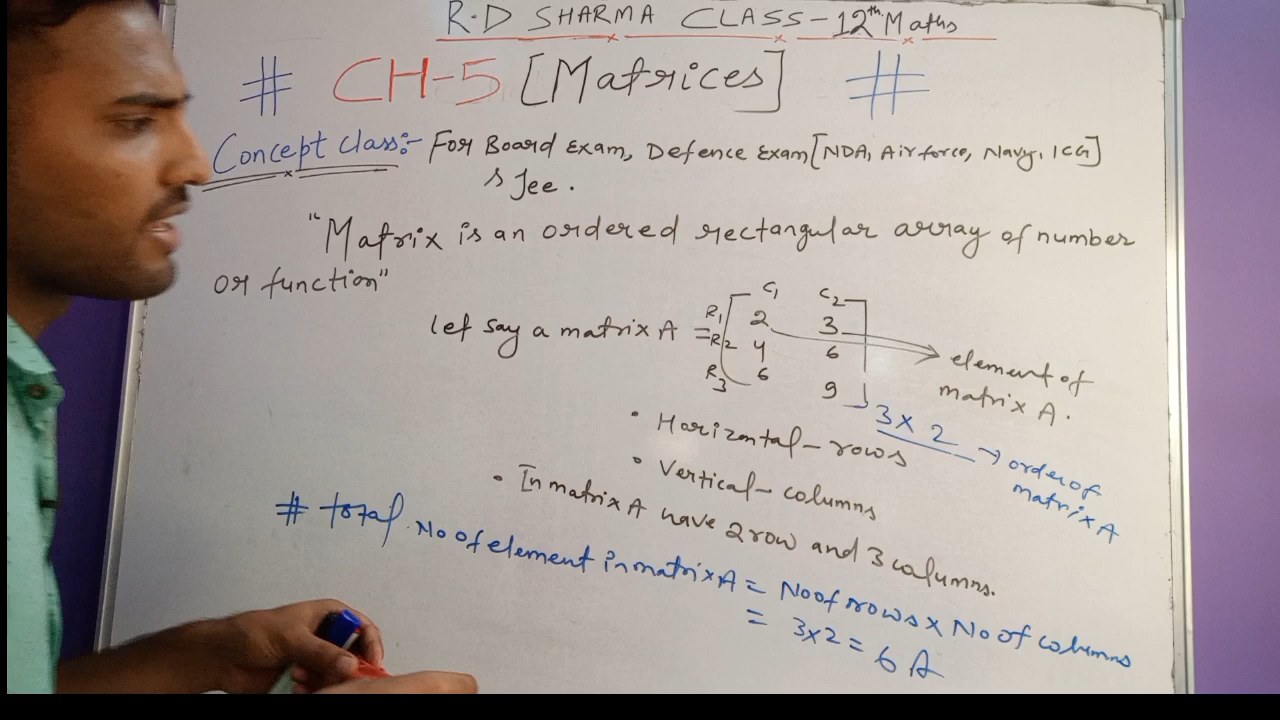 R.D SHARMA CLASS-12th Maths
# CH-5 [Matrices] #
Concept Class:- For Board Exam, Defence Exam [NDA, Airforce, Navy, ICG]
& Jee.
"Matrix is an ordered rectangular array of number
or function"
C1 C2
let say a matrix A = R1 2 3
R2 4 6
R3 6 9
element of
matrix A.
3 x 2 → order of
matrix A
• Horizontal - rows
• Vertical - columns
• In matrix A have 2 row and 3 columns.
# total No of element in matrix A = No of rows x No of columns
= 3x2 = 6 A